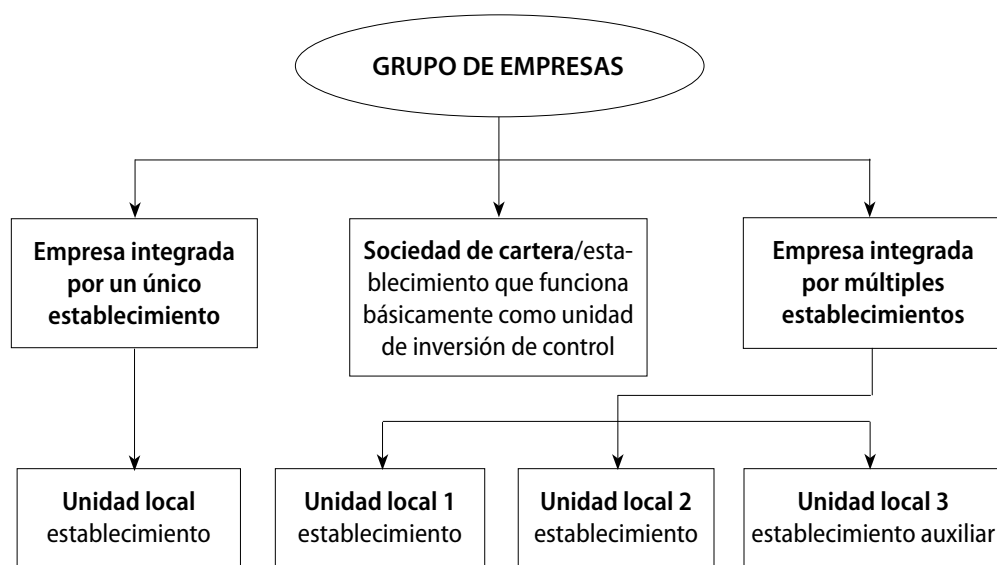 GRUPO DE EMPRESAS
Empresa integrada
por un único
establecimiento
Sociedad de cartera/esta-
blecimiento que funciona
básicamente como unidad
de inversión de control
Empresa integrada
por múltiples
establecimientos
Unidad local
establecimiento
Unidad local 1
establecimiento
Unidad local 2
establecimiento
Unidad local 3
establecimiento auxiliar